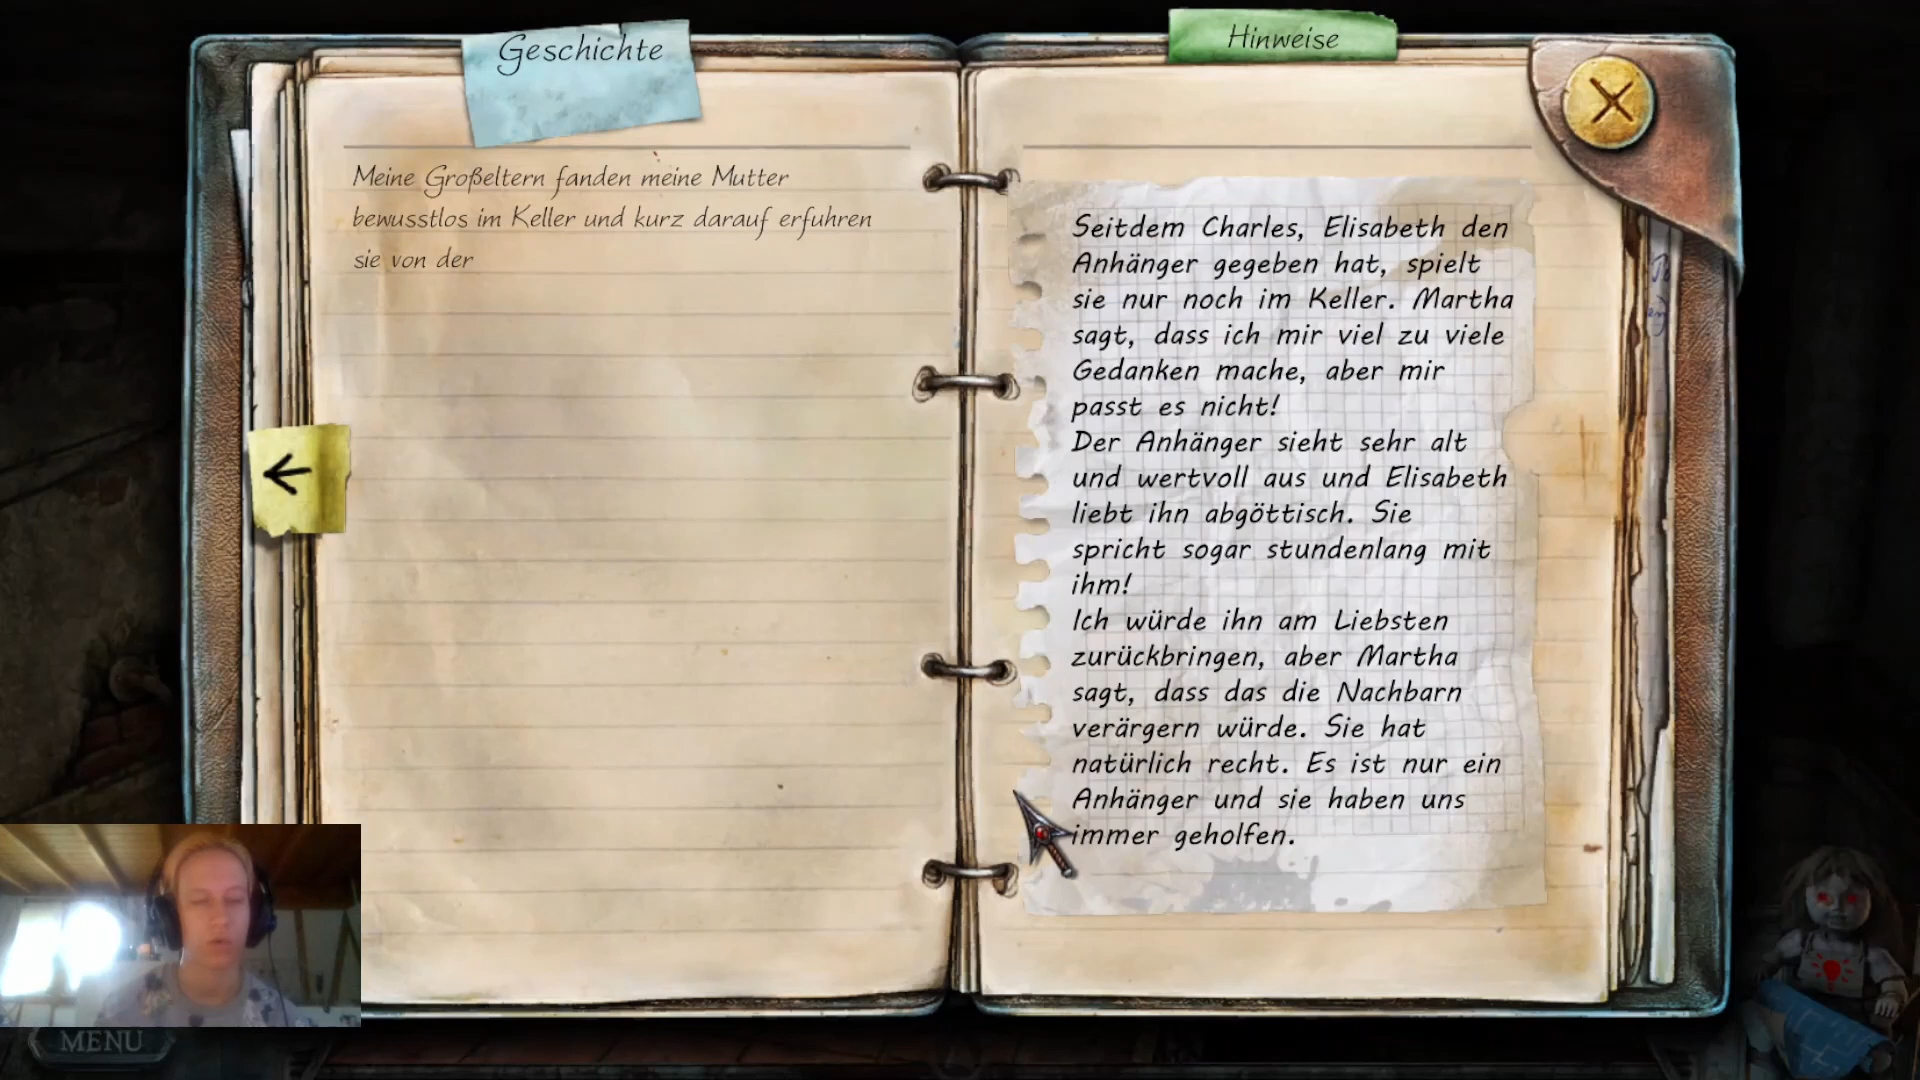 Geschichte
Hinweise
Meine Großeltern fanden meine Mutter
bewusstlos im Keller und kurz darauf erfuhren
sie von der
Seitdem Charles, Elisabeth den
Anhänger gegeben hat, spielt
sie nur noch im Keller. Martha
sagt, dass ich mir viel zu viele
Gedanken mache, aber mir
passt es nicht!
Der Anhänger sieht sehr alt
und wertvoll aus und Elisabeth
liebt ihn abgöttisch. Sie
spricht sogar stundenlang mit
ihm!
Ich würde ihn am Liebsten
zurückbringen, aber Martha
sagt, dass das die Nachbarn
verärgern würde. Sie hat
natürlich recht. Es ist nur ein
Anhänger und sie haben uns
immer geholfen.
MENU